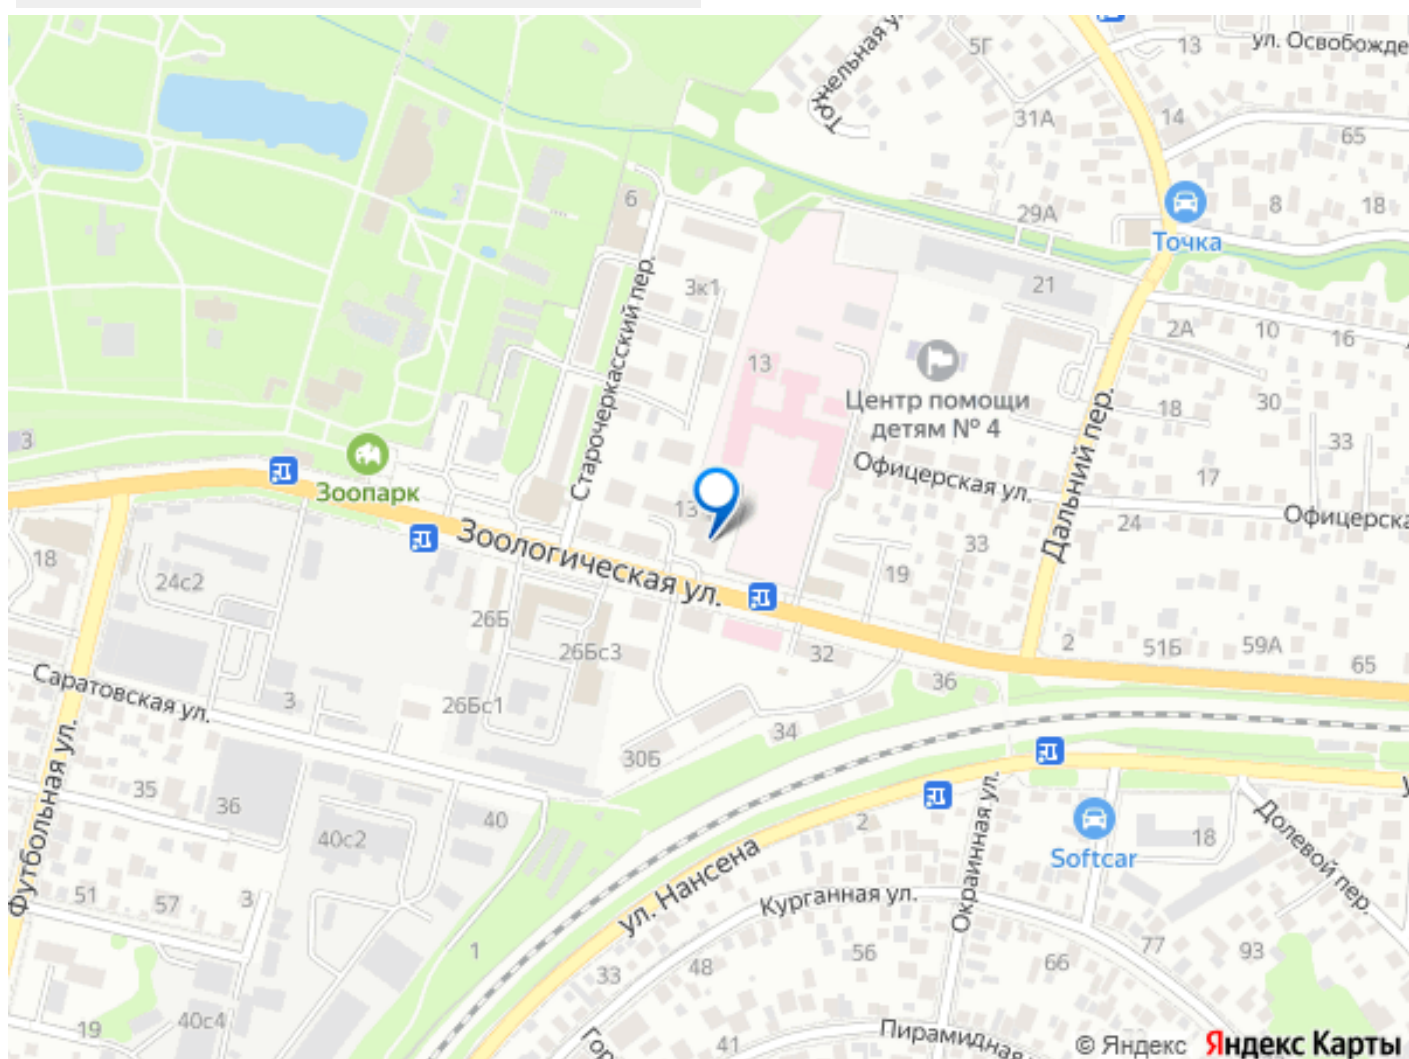 ул. Освобожде
5Г
13
Тоннельная ул.
31А
14
65
6
29А
8
18
Точка
3к1
21
2А
10
16
Старочеркасский пер.
13
Центр помощи
детям № 4
18
30
33
3
Зоопарк
Дальний пер.
Офицерская ул.
17
13
24
Офицерска
Зоологическая ул.
18
24с2
33
19
26Б
26Бс3
32
2
51Б
59А
65
36
Саратовская ул.
3
26Бс1
34
30Б
Футбольная ул.
35
36
40
40с2
2
Окраинная ул.
18
Softcar
Долевой пер.
ул. Нансена
Курганная ул.
51
57
3
1
33
48
56
66
77
93
19
40с4
41
Пирамидная
© Яндекс Яндекс Карты